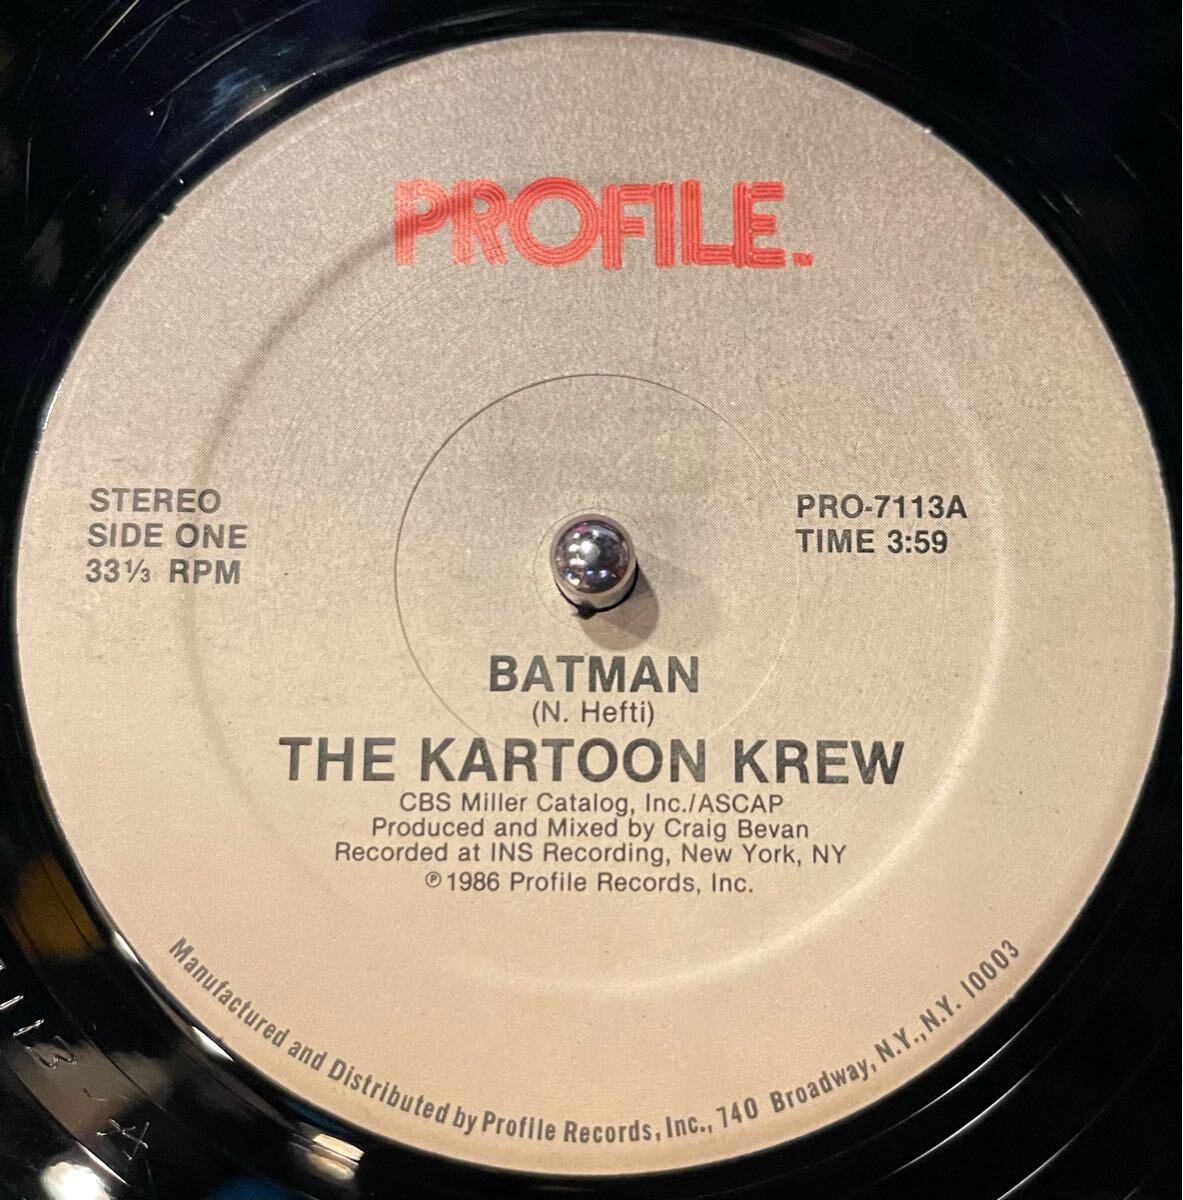 PROFILE.
STEREO
SIDE ONE
33 1/3 RPM
PRO-7113A
TIME 3:59
BATMAN
(N. Hefti)
THE KARTOON KREW
CBS Miller Catalog, Inc./ASCAP
Produced and Mixed by Craig Bevan
Recorded at INS Recording, New York, NY
℗1986 Profile Records, Inc.
Manufactured and Distributed by Profile Records, Inc., 740 Broadway, N.Y., N.Y. 10003